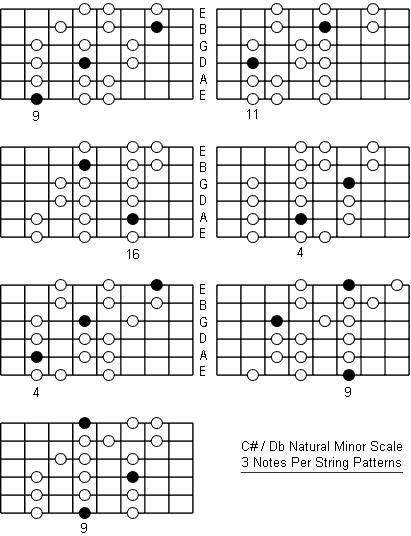 E
B
G
D
A
E
9
11
E
B
G
D
A
E
16
4
E
B
G
D
A
E
4
9
9
C# / Db Natural Minor Scale
3 Notes Per String Patterns